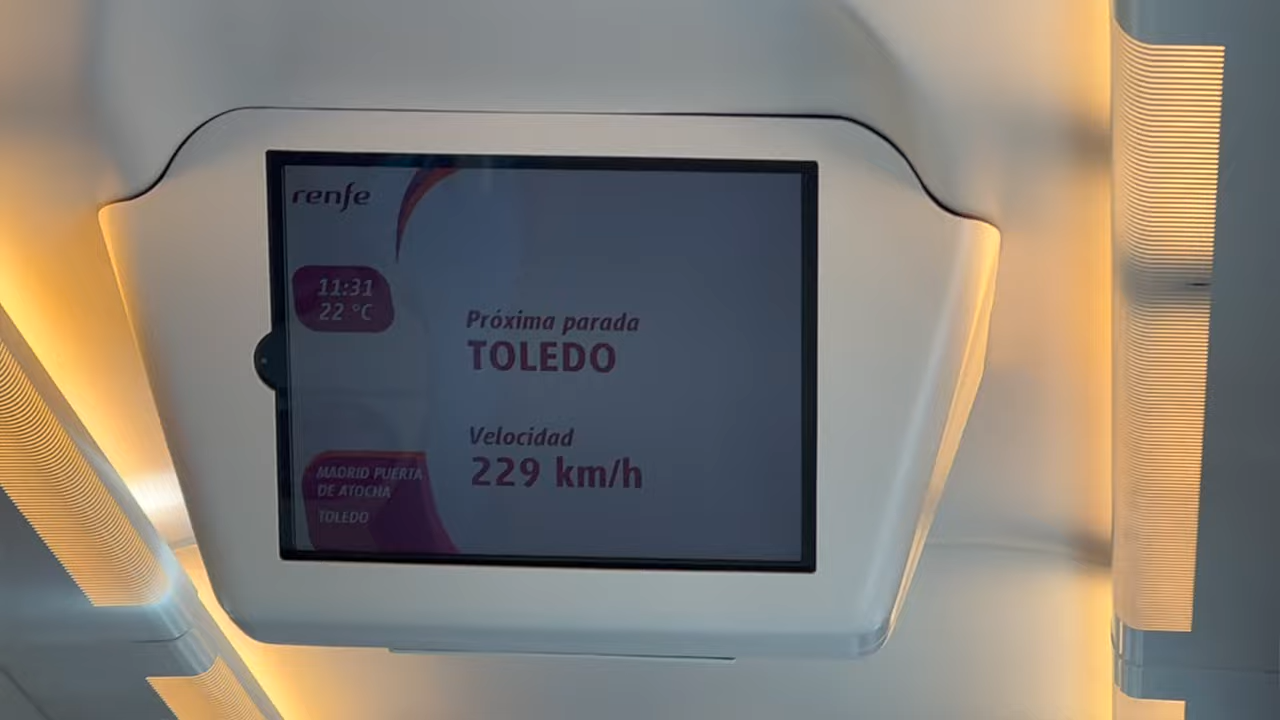 renfe
11:31
22 °C
Próxima parada
TOLEDO
Velocidad
229 km/h
MADRID PUERTA
DE ATOCHA
TOLEDO